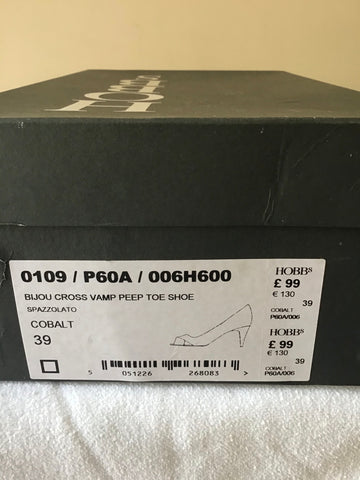 HOBBS
0109 / P60A / 006H600
BIJOU CROSS VAMP PEEP TOE SHOE
SPAZZOLATO
COBALT
39
5 051226 268083 >
HOBBS
£ 99
€ 130
39
COBALT
P60A/006
HOBBS
£ 99
€ 130
39
COBALT
P60A/006